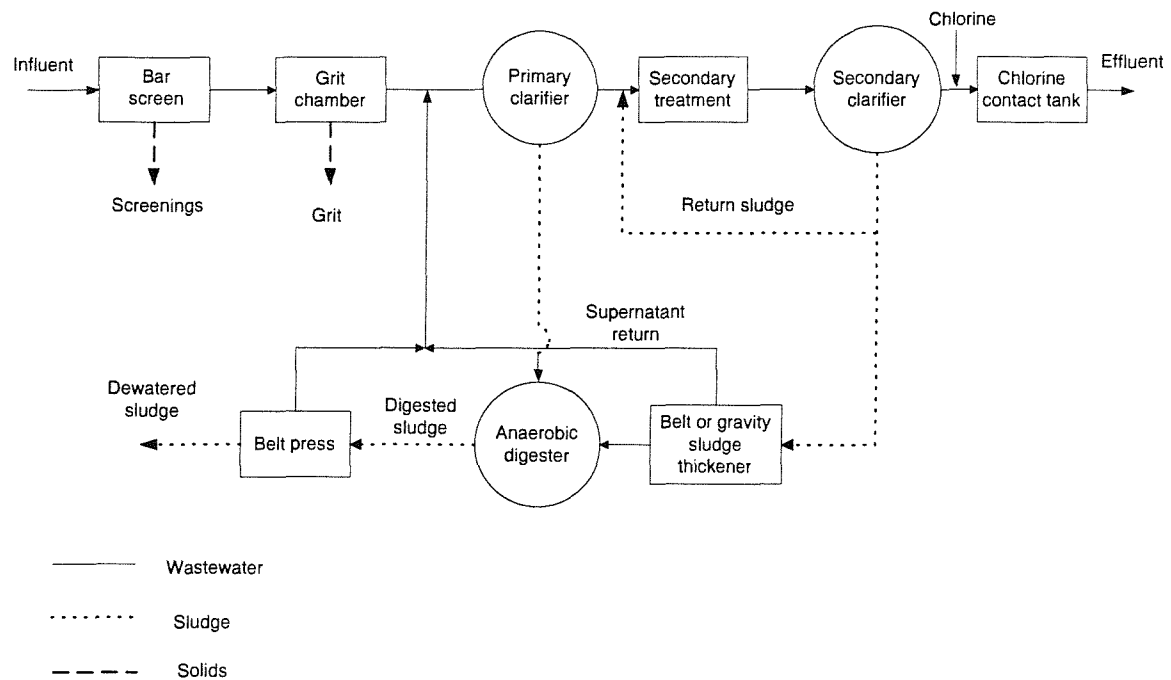 Chlorine
Influent
Effluent
Bar
screen
Grit
chamber
Primary
clarifier
Secondary
treatment
Secondary
clarifier
Chlorine
contact tank
Screenings
Grit
Return sludge
Supernatant
return
Dewatered
sludge
Belt press
Digested
sludge
Anaerobic
digester
Belt or gravity
sludge
thickener
Wastewater
Sludge
Solids